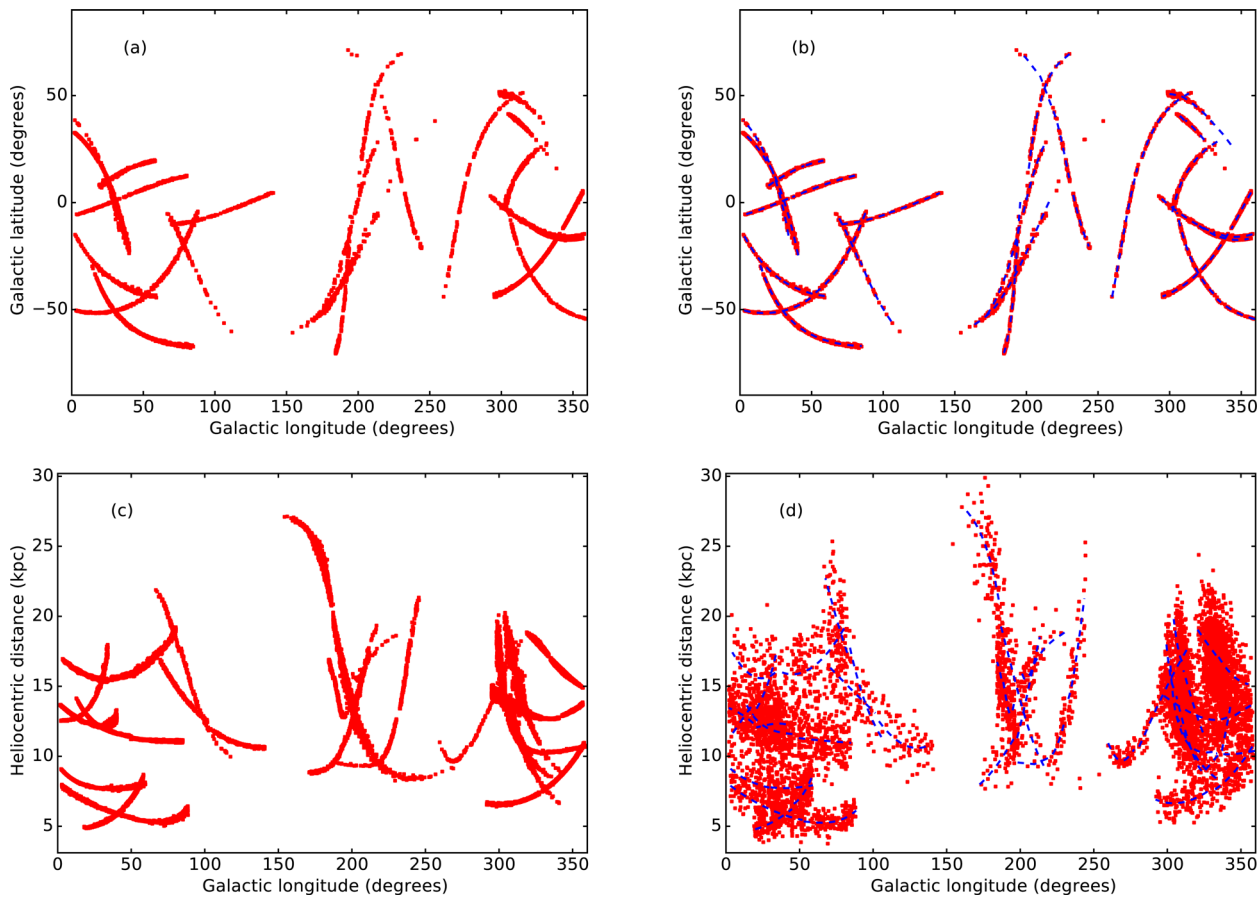 (a)
50
0
−50
Galactic latitude (degrees)
0 50 100 150 200 250 300 350
Galactic longitude (degrees)
(b)
50
0
−50
Galactic latitude (degrees)
0 50 100 150 200 250 300 350
Galactic longitude (degrees)
(c)
30
25
20
15
10
5
Heliocentric distance (kpc)
0 50 100 150 200 250 300 350
Galactic longitude (degrees)
(d)
30
25
20
15
10
5
Heliocentric distance (kpc)
0 50 100 150 200 250 300 350
Galactic longitude (degrees)